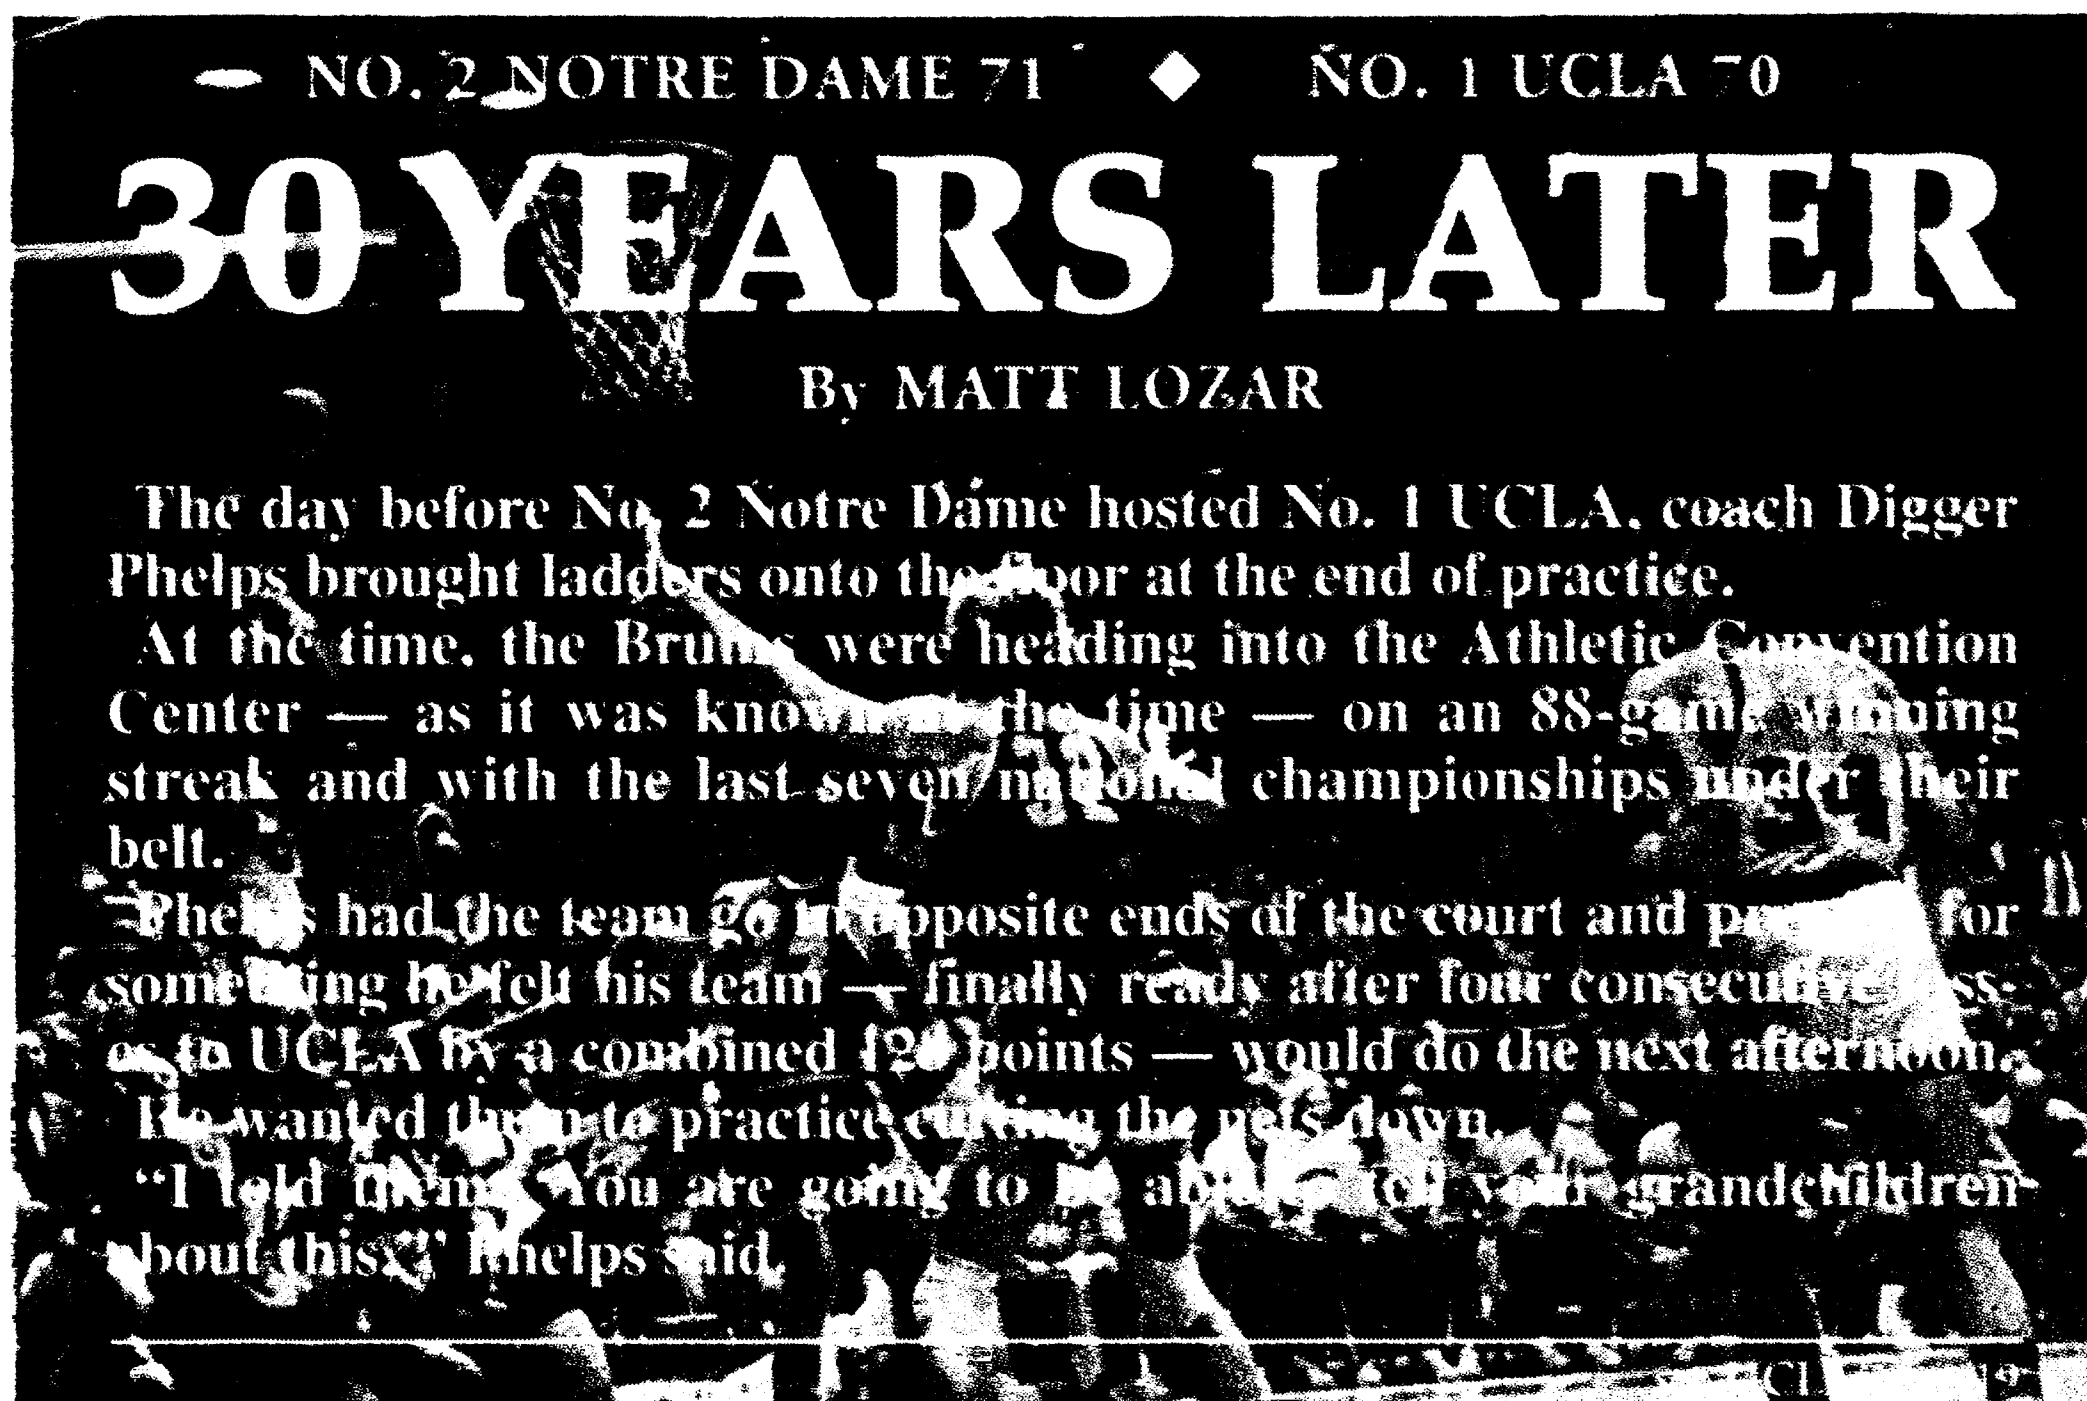 NO. 2 NOTRE DAME 71 ◆ NO. 1 UCLA 70
30 YEARS LATER
By MATT LOZAR
The day before No. 2 Notre Dame hosted No. 1 UCLA, coach Digger
Phelps brought ladders onto the floor at the end of practice.
At the time, the Bruins were heading into the Athletic Convention
Center — as it was known at the time — on an 88-game winning
streak and with the last seven national championships under their
belt.
Phelps had the team go to opposite ends of the court and prepare for
something he felt his team — finally ready after four consecutive loss-
es to UCLA by a combined points — would do the next afternoon.
He wanted them to practice cutting the nets down.
“I told them, ‘You are going to be able to tell your grandchildren
about this,’” Phelps said.